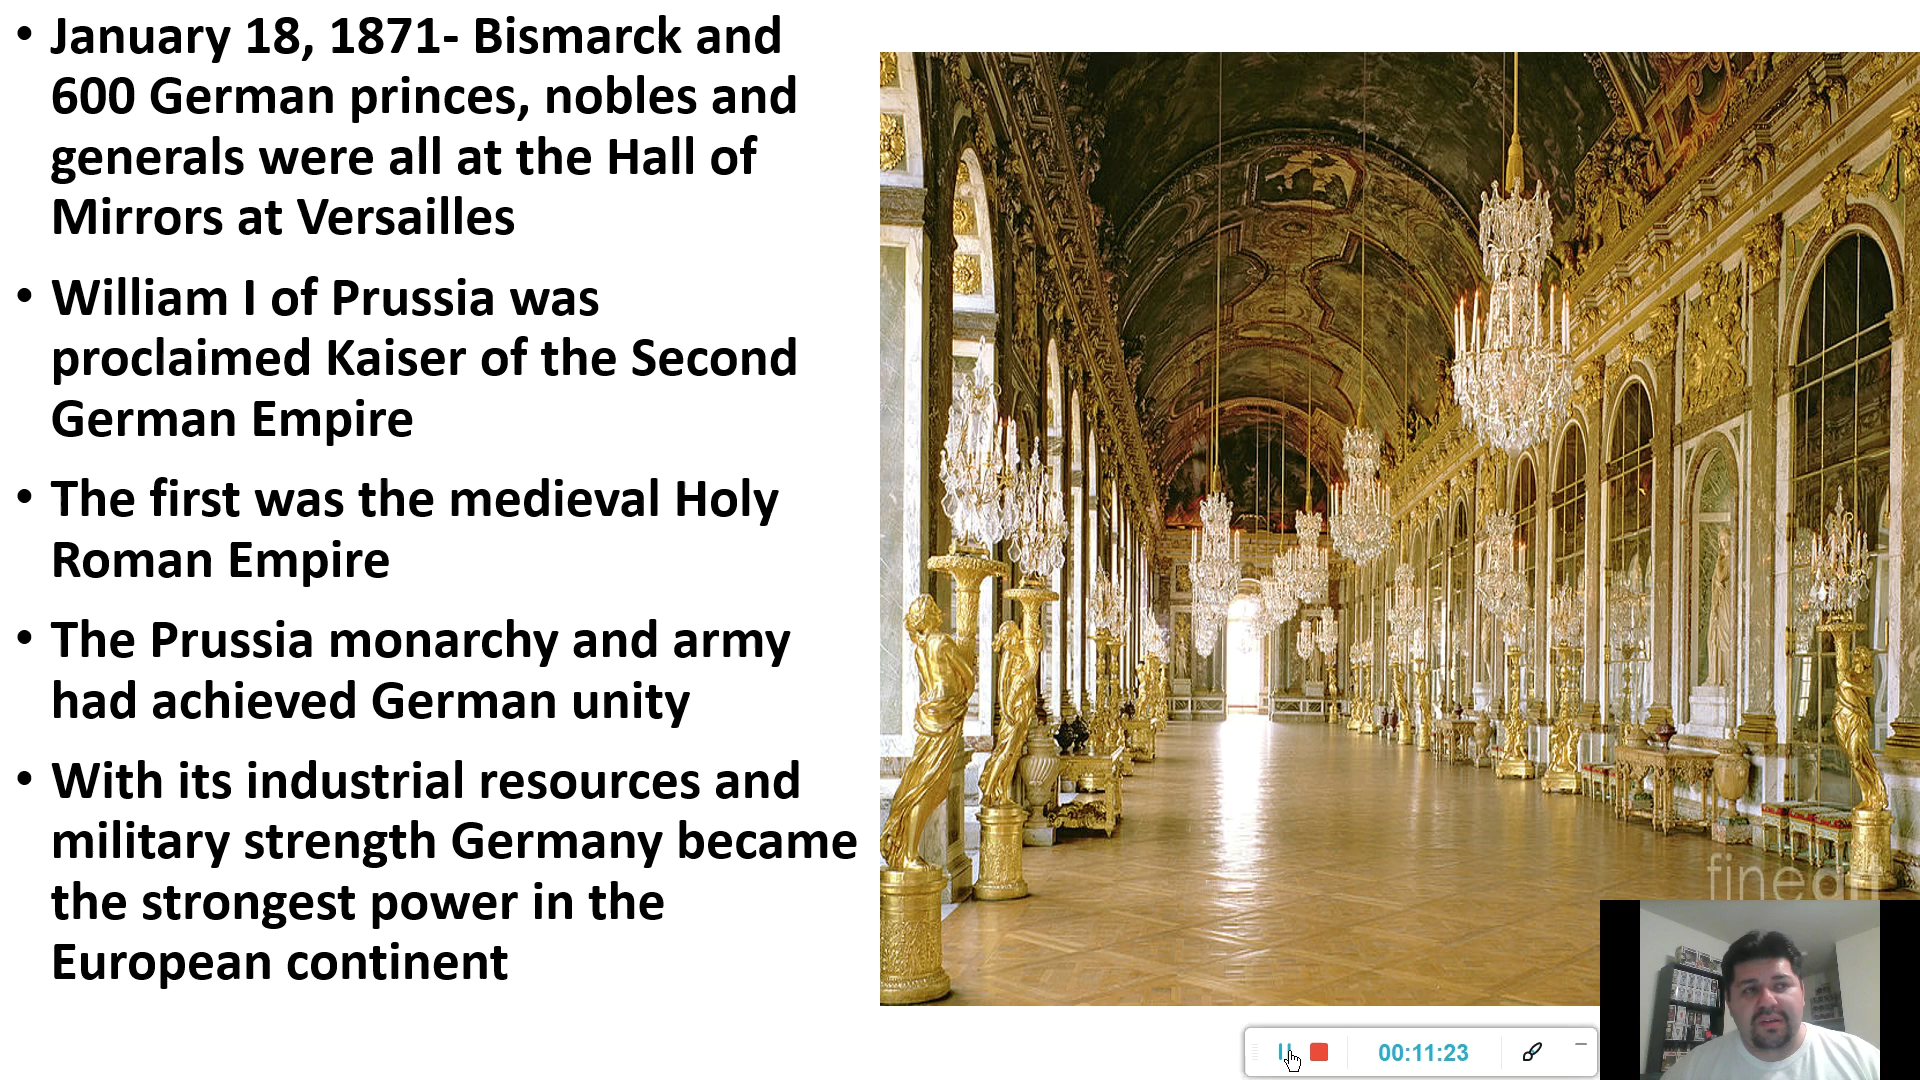 • January 18, 1871- Bismarck and
600 German princes, nobles and
generals were all at the Hall of
Mirrors at Versailles
• William I of Prussia was
proclaimed Kaiser of the Second
German Empire
• The first was the medieval Holy
Roman Empire
• The Prussia monarchy and army
had achieved German unity
• With its industrial resources and
military strength Germany became
the strongest power in the
European continent
fineart
00:11:23